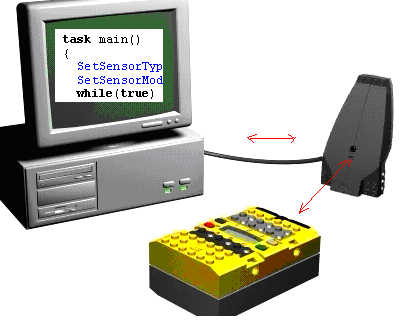 task main()
{
SetSensorTyp
SetSensorMod
while(true)